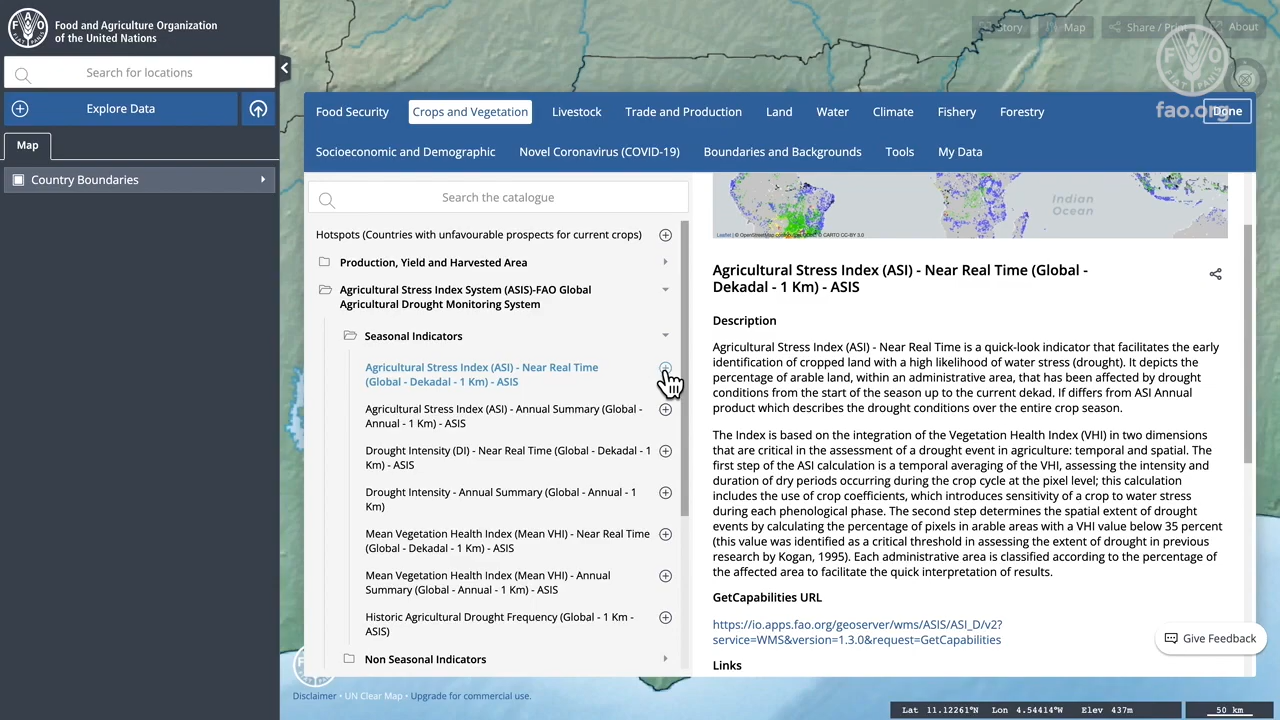 Food and Agriculture Organization
of the United Nations
Search for locations
Explore Data
Map
Country Boundaries
Story
Map
Share / Print
About
fao.org
Done
Food Security
Crops and Vegetation
Livestock
Trade and Production
Land
Water
Climate
Fishery
Forestry
Socioeconomic and Demographic
Novel Coronavirus (COVID-19)
Boundaries and Backgrounds
Tools
My Data
Search the catalogue
Hotspots (Countries with unfavourable prospects for current crops)
Production, Yield and Harvested Area
Agricultural Stress Index System (ASIS)-FAO Global
Agricultural Drought Monitoring System
Seasonal Indicators
Agricultural Stress Index (ASI) - Near Real Time
(Global - Dekadal - 1 Km) - ASIS
Agricultural Stress Index (ASI) - Annual Summary (Global -
Annual - 1 Km) - ASIS
Drought Intensity (DI) - Near Real Time (Global - Dekadal - 1
Km) - ASIS
Drought Intensity - Annual Summary (Global - Annual - 1
Km)
Mean Vegetation Health Index (Mean VHI) - Near Real Time
(Global - Dekadal - 1 Km) - ASIS
Mean Vegetation Health Index (Mean VHI) - Annual
Summary (Global - Annual - 1 Km) - ASIS
Historic Agricultural Drought Frequency (Global - 1 Km -
ASIS)
Non Seasonal Indicators
Indian
Ocean
Agricultural Stress Index (ASI) - Near Real Time (Global -
Dekadal - 1 Km) - ASIS
Description
Agricultural Stress Index (ASI) - Near Real Time is a quick-look indicator that facilitates the early
identification of cropped land with a high likelihood of water stress (drought). It depicts the
percentage of arable land, within an administrative area, that has been affected by drought
conditions from the start of the season up to the current dekad. If differs from ASI Annual
product which describes the drought conditions over the entire crop season.
The Index is based on the integration of the Vegetation Health Index (VHI) in two dimensions
that are critical in the assessment of a drought event in agriculture: temporal and spatial. The
first step of the ASI calculation is a temporal averaging of the VHI, assessing the intensity and
duration of dry periods occurring during the crop cycle at the pixel level; this calculation
includes the use of crop coefficients, which introduces sensitivity of a crop to water stress
during each phenological phase. The second step determines the spatial extent of drought
events by calculating the percentage of pixels in arable areas with a VHI value below 35 percent
(this value was identified as a critical threshold in assessing the extent of drought in previous
research by Kogan, 1995). Each administrative area is classified according to the percentage of
the affected area to facilitate the quick interpretation of results.
GetCapabilities URL
https://io.apps.fao.org/geoserver/wms/ASIS/ASI_D/v2?
service=WMS&version=1.3.0&request=GetCapabilities
Links
Give Feedback
Disclaimer • UN Clear Map • Upgrade for commercial use.
Lat 11.12261°N Lon 4.54414°W Elev 437m
50 km